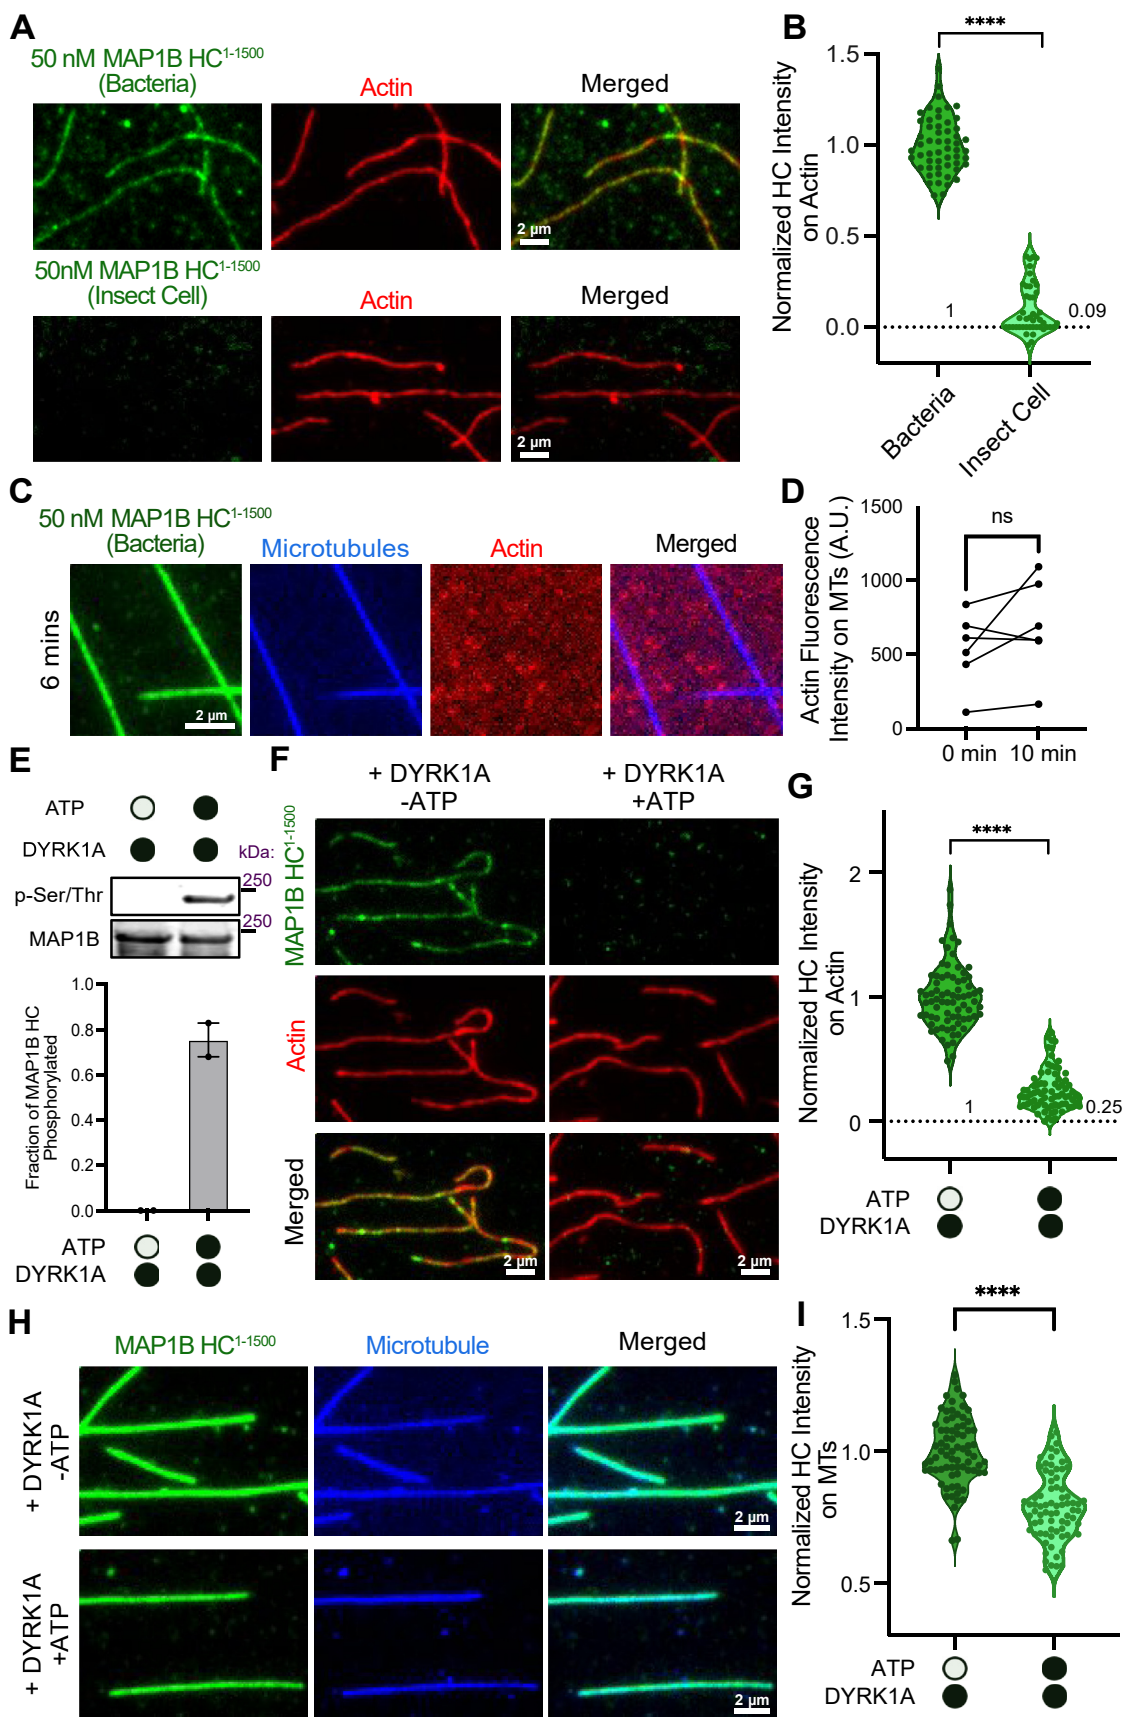 A
50 nM MAP1B HC1-1500
(Bacteria)
Actin
Merged
2 µm
50nM MAP1B HC1-1500
(Insect Cell)
Actin
Merged
2 µm
B
****
Normalized HC Intensity
on Actin
1.5
1.0
0.5
0.0
1
0.09
Bacteria
Insect Cell
C
50 nM MAP1B HC1-1500
(Bacteria)
Microtubules
Actin
Merged
6 mins
2 µm
D
Actin Fluorescence
Intensity on MTs (A.U.)
1500
1000
500
0
ns
0 min
10 min
E
ATP
DYRK1A
kDa:
p-Ser/Thr
250
MAP1B
250
Fraction of MAP1B HC
Phosphorylated
1.0
0.8
0.6
0.4
0.2
0.0
ATP
DYRK1A
F
+ DYRK1A
-ATP
+ DYRK1A
+ATP
MAP1B HC1-1500
Actin
Merged
2 µm
2 µm
G
****
Normalized HC Intensity
on Actin
2
1
0
1
0.25
ATP
DYRK1A
H
MAP1B HC1-1500
Microtubule
Merged
+ DYRK1A
-ATP
2 µm
+ DYRK1A
+ATP
2 µm
I
****
Normalized HC Intensity
on MTs
1.5
1.0
0.5
ATP
DYRK1A